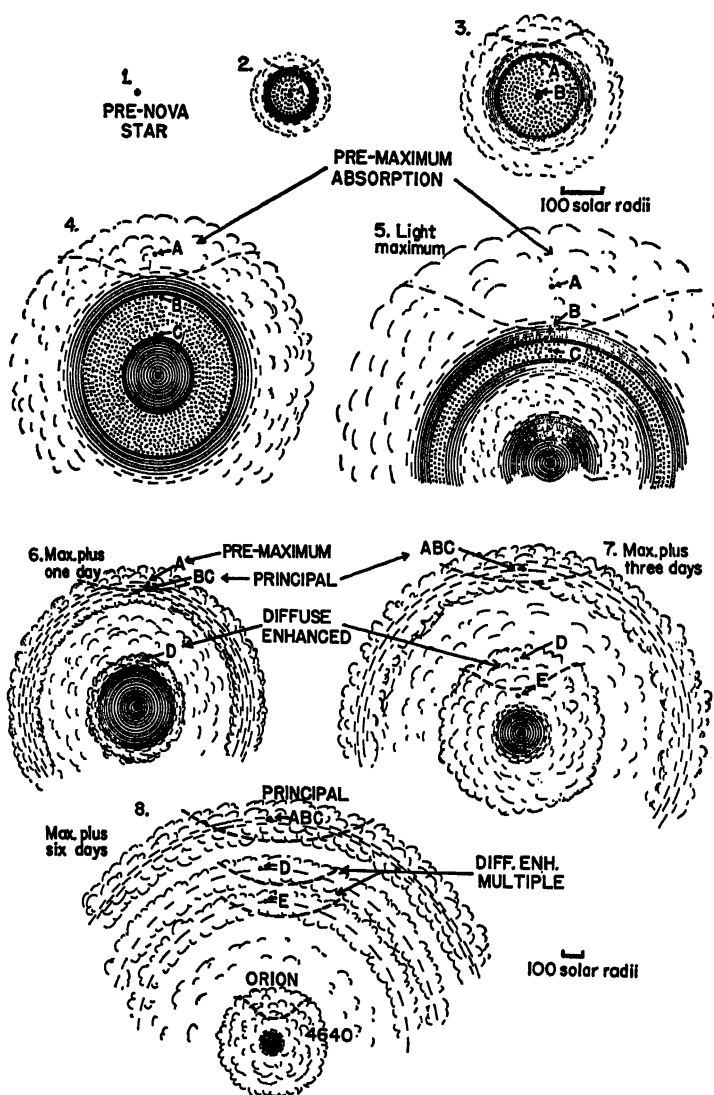 1.
PRE-NOVA
STAR
2.
A
3.
A
B
PRE-MAXIMUM
ABSORPTION
100 solar radii
4.
A
B
C
5. Light
maximum
A
B
C
6. Max. plus
one day
A
PRE-MAXIMUM
BC
PRINCIPAL
ABC
7. Max. plus
three days
DIFFUSE
ENHANCED
D
D
E
8.
Max. plus
six days
PRINCIPAL
ABC
D
E
DIFF. ENH.
MULTIPLE
100 solar radii
ORION
4640